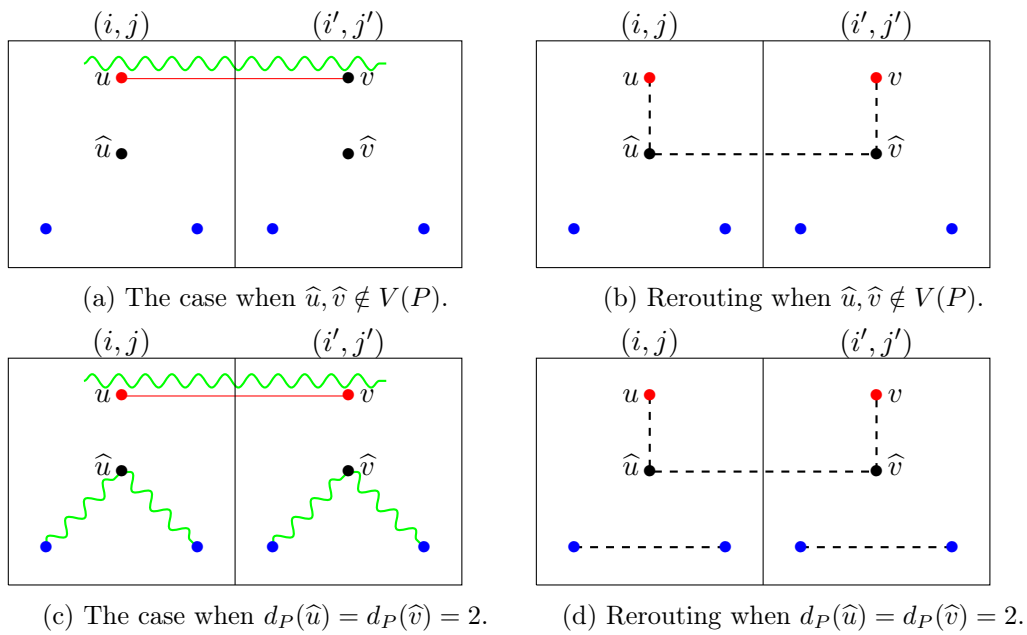 (i, j) (i′, j′) (i, j) (i′, j′)
u v u v
û v̂ û v̂
(a) The case when û, v̂ ∉ V(P). (b) Rerouting when û, v̂ ∉ V(P).
(i, j) (i′, j′) (i, j) (i′, j′)
u v u v
û v̂ û v̂
(c) The case when d_P(û) = d_P(v̂) = 2. (d) Rerouting when d_P(û) = d_P(v̂) = 2.